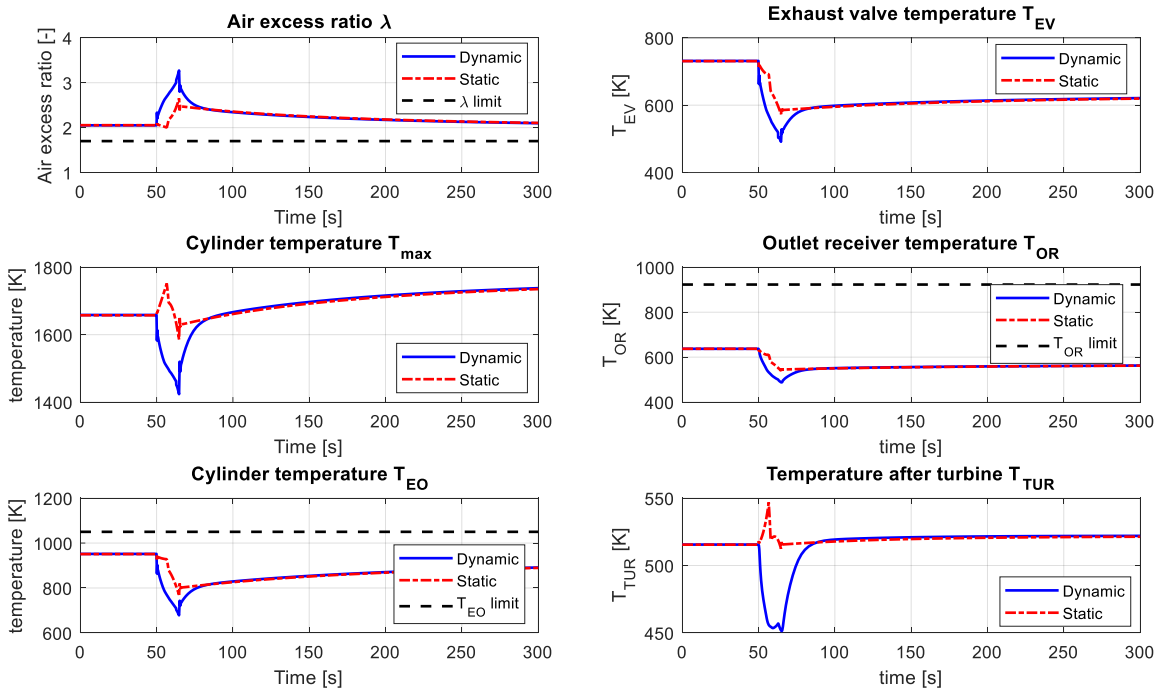 Air excess ratio λ
Air excess ratio [-]
4
3
2
1
0 50 100 150 200 250 300
Time [s]
Dynamic
Static
λ limit
Exhaust valve temperature T_EV
T_EV [K]
800
600
400
0 50 100 150 200 250 300
time [s]
Dynamic
Static
Cylinder temperature T_max
temperature [K]
1800
1600
1400
0 50 100 150 200 250 300
Time [s]
Dynamic
Static
Outlet receiver temperature T_OR
T_OR [K]
1000
800
600
400
0 50 100 150 200 250 300
time [s]
Dynamic
Static
T_OR limit
Cylinder temperature T_EO
temperature [K]
1200
1000
800
600
0 50 100 150 200 250 300
Time [s]
Dynamic
Static
T_EO limit
Temperature after turbine T_TUR
T_TUR [K]
550
500
450
0 50 100 150 200 250 300
time [s]
Dynamic
Static